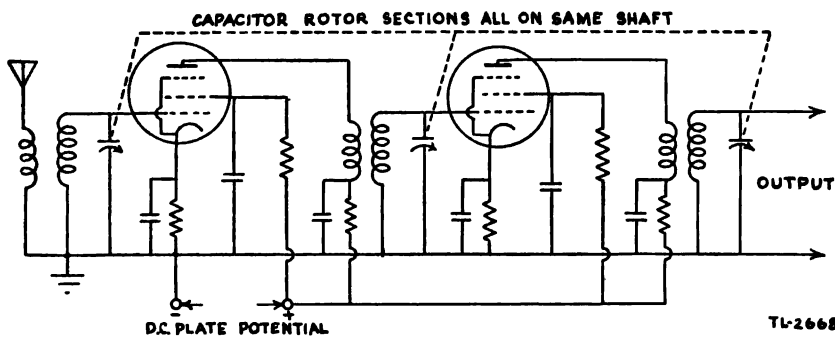 CAPACITOR ROTOR SECTIONS ALL ON SAME SHAFT
OUTPUT
- +
D.C. PLATE POTENTIAL
TL-2668